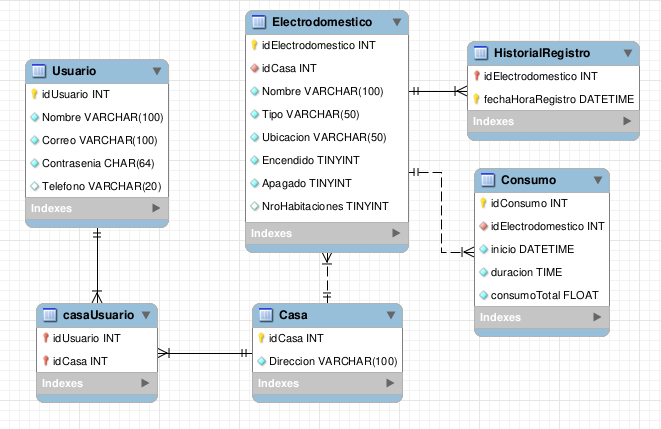 Usuario
idUsuario INT
Nombre VARCHAR(100)
Correo VARCHAR(100)
Contrasenia CHAR(64)
Telefono VARCHAR(20)
Indexes
Electrodomestico
idElectrodomestico INT
idCasa INT
Nombre VARCHAR(100)
Tipo VARCHAR(50)
Ubicacion VARCHAR(50)
Encendido TINYINT
Apagado TINYINT
NroHabitaciones TINYINT
Indexes
HistorialRegistro
idElectrodomestico INT
fechaHoraRegistro DATETIME
Indexes
Consumo
idConsumo INT
idElectrodomestico INT
inicio DATETIME
duracion TIME
consumoTotal FLOAT
Indexes
casaUsuario
idUsuario INT
idCasa INT
Indexes
Casa
idCasa INT
Direccion VARCHAR(100)
Indexes